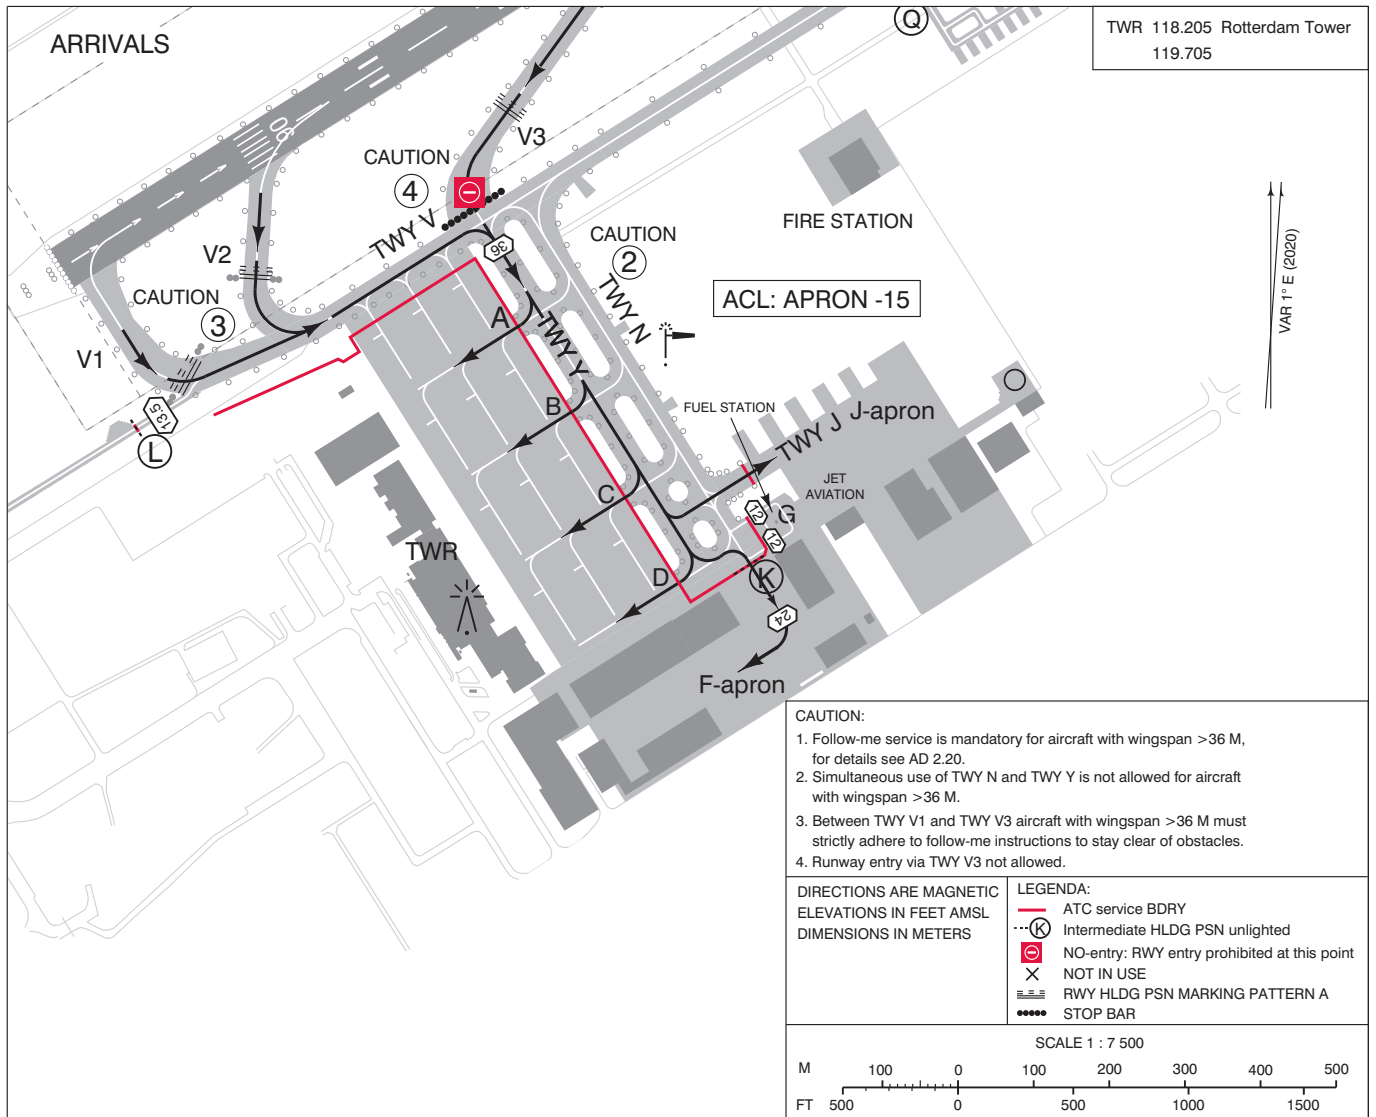 ARRIVALS
TWR 118.205 Rotterdam Tower
119.705
Q
06
V3
CAUTION
4
TWY V
36
V2
CAUTION
3
V1
13.5
L
CAUTION
2
TWY N
FIRE STATION
ACL: APRON -15
VAR 1° E (2020)
A
TWY Y
B
C
D
FUEL STATION
TWY J
J-apron
JET
AVIATION
12
G
12
K
24
F-apron
TWR
CAUTION:
1. Follow-me service is mandatory for aircraft with wingspan >36 M,
for details see AD 2.20.
2. Simultaneous use of TWY N and TWY Y is not allowed for aircraft
with wingspan >36 M.
3. Between TWY V1 and TWY V3 aircraft with wingspan >36 M must
strictly adhere to follow-me instructions to stay clear of obstacles.
4. Runway entry via TWY V3 not allowed.
DIRECTIONS ARE MAGNETIC
ELEVATIONS IN FEET AMSL
DIMENSIONS IN METERS
LEGENDA:
ATC service BDRY
K Intermediate HLDG PSN unlighted
NO-entry: RWY entry prohibited at this point
NOT IN USE
RWY HLDG PSN MARKING PATTERN A
STOP BAR
SCALE 1 : 7 500
M 100 0 100 200 300 400 500
FT 500 0 500 1000 1500